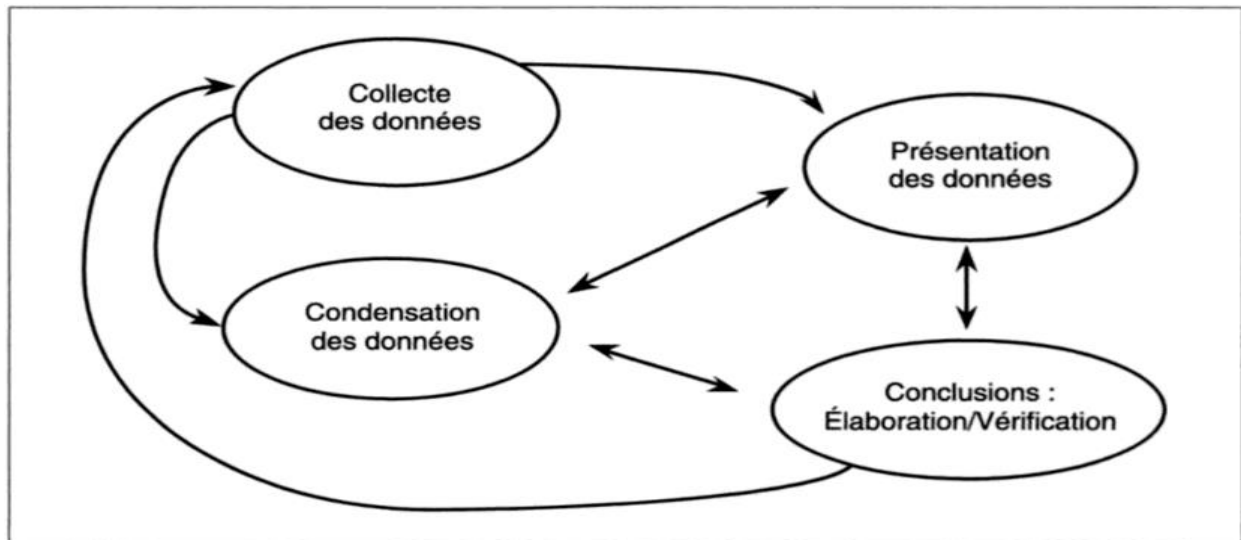 Collecte
des données
Présentation
des données
Condensation
des données
Conclusions :
Élaboration/Vérification